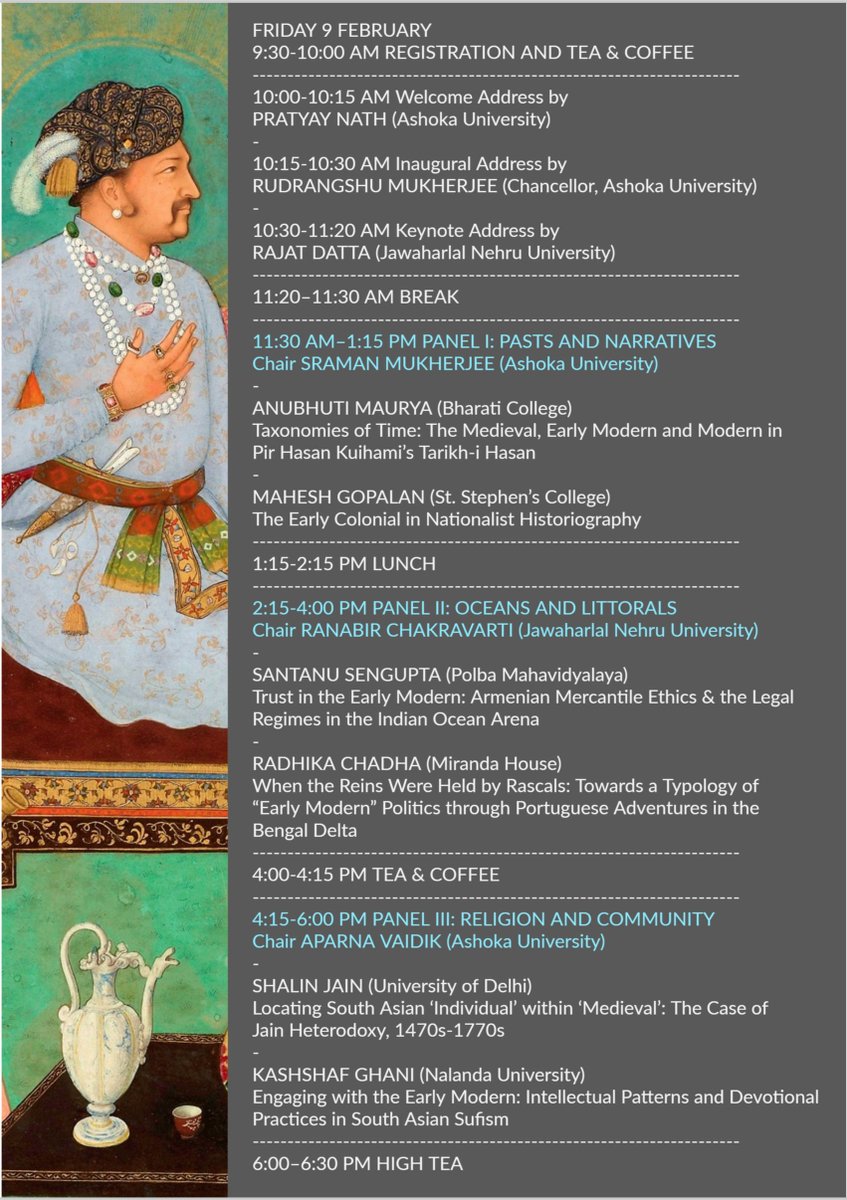 FRIDAY 9 FEBRUARY
9:30-10:00 AM REGISTRATION AND TEA & COFFEE
---------------------------------------------------------------------
10:00-10:15 AM Welcome Address by
PRATYAY NATH (Ashoka University)
-
10:15-10:30 AM Inaugural Address by
RUDRANGSHU MUKHERJEE (Chancellor, Ashoka University)
-
10:30-11:20 AM Keynote Address by
RAJAT DATTA (Jawaharlal Nehru University)
---------------------------------------------------------------------
11:20–11:30 AM BREAK
---------------------------------------------------------------------
11:30 AM–1:15 PM PANEL I: PASTS AND NARRATIVES
Chair SRAMAN MUKHERJEE (Ashoka University)
-
ANUBHUTI MAURYA (Bharati College)
Taxonomies of Time: The Medieval, Early Modern and Modern in
Pir Hasan Kuihami’s Tarikh-i Hasan
-
MAHESH GOPALAN (St. Stephen’s College)
The Early Colonial in Nationalist Historiography
---------------------------------------------------------------------
1:15-2:15 PM LUNCH
---------------------------------------------------------------------
2:15-4:00 PM PANEL II: OCEANS AND LITTORALS
Chair RANABIR CHAKRAVARTI (Jawaharlal Nehru University)
-
SANTANU SENGUPTA (Polba Mahavidyalaya)
Trust in the Early Modern: Armenian Mercantile Ethics & the Legal
Regimes in the Indian Ocean Arena
-
RADHIKA CHADHA (Miranda House)
When the Reins Were Held by Rascals: Towards a Typology of
“Early Modern” Politics through Portuguese Adventures in the
Bengal Delta
---------------------------------------------------------------------
4:00-4:15 PM TEA & COFFEE
---------------------------------------------------------------------
4:15-6:00 PM PANEL III: RELIGION AND COMMUNITY
Chair APARNA VAIDIK (Ashoka University)
-
SHALIN JAIN (University of Delhi)
Locating South Asian ‘Individual’ within ‘Medieval’: The Case of
Jain Heterodoxy, 1470s-1770s
-
KASHSHAF GHANI (Nalanda University)
Engaging with the Early Modern: Intellectual Patterns and Devotional
Practices in South Asian Sufism
---------------------------------------------------------------------
6:00–6:30 PM HIGH TEA